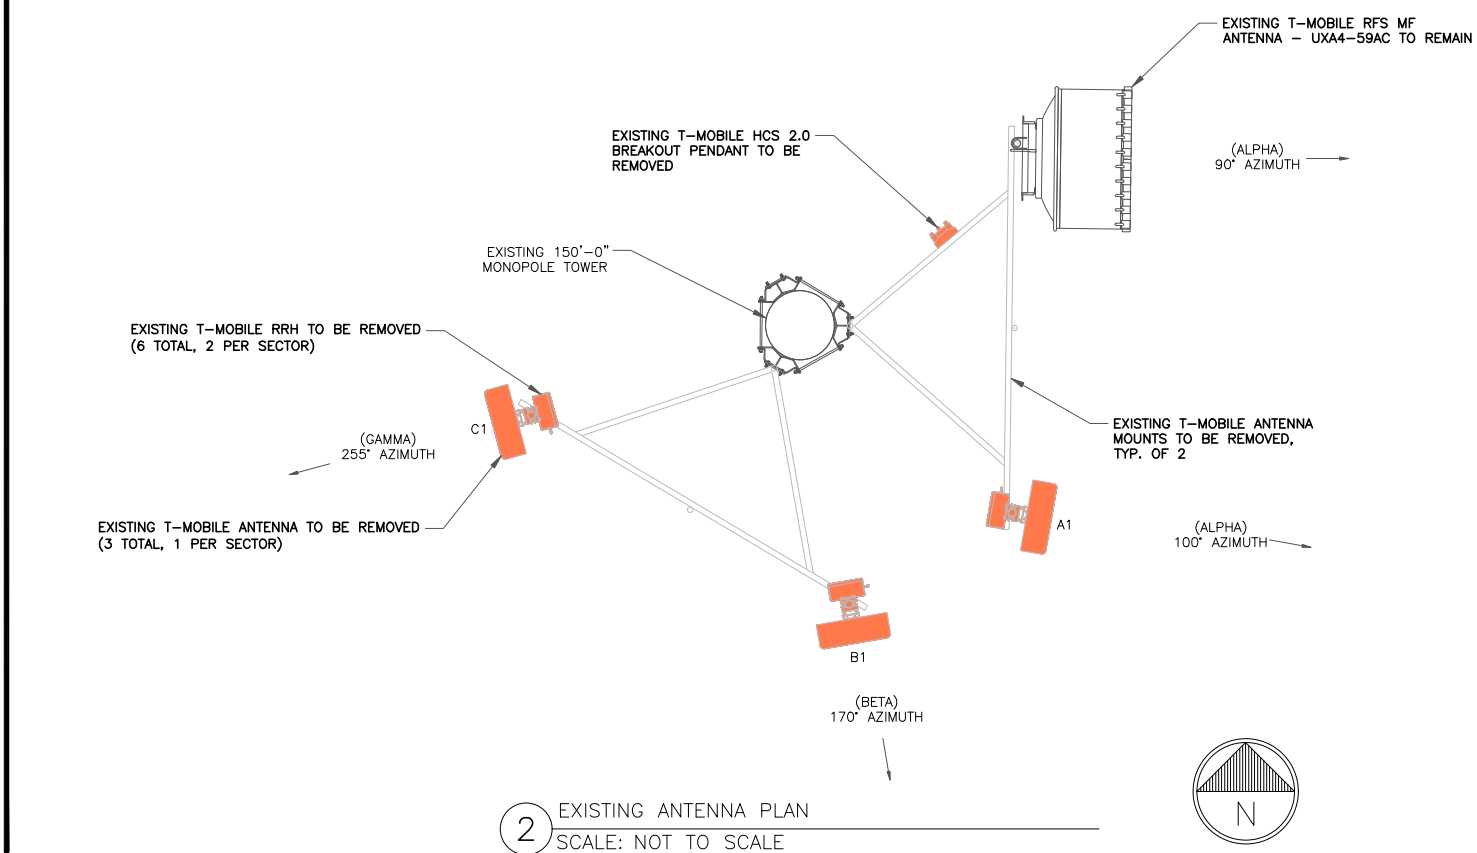 EXISTING T-MOBILE RFS MF
ANTENNA - UXA4-59AC TO REMAIN
EXISTING T-MOBILE HCS 2.0
BREAKOUT PENDANT TO BE
REMOVED
(ALPHA)
90° AZIMUTH
EXISTING 150'-0"
MONOPOLE TOWER
EXISTING T-MOBILE RRH TO BE REMOVED
(6 TOTAL, 2 PER SECTOR)
C1
(GAMMA)
255° AZIMUTH
EXISTING T-MOBILE ANTENNA
MOUNTS TO BE REMOVED,
TYP. OF 2
EXISTING T-MOBILE ANTENNA TO BE REMOVED
(3 TOTAL, 1 PER SECTOR)
A1
(ALPHA)
100° AZIMUTH
B1
(BETA)
170° AZIMUTH
2
EXISTING ANTENNA PLAN
SCALE: NOT TO SCALE
N